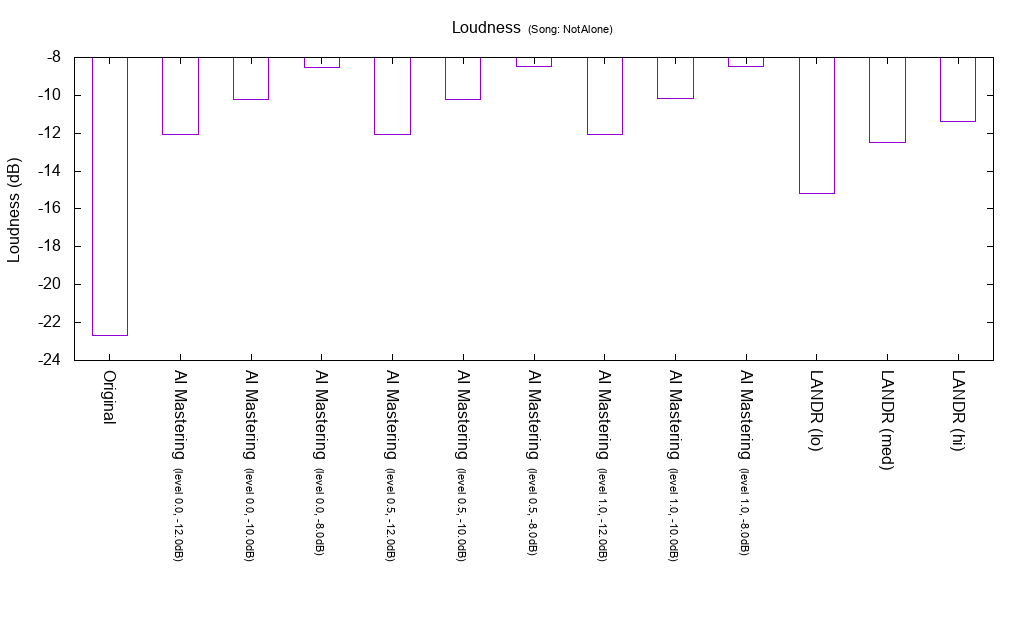 Loudness (Song: NotAlone)
Loudness (dB)
-8
-10
-12
-14
-16
-18
-20
-22
-24
Original
AI Mastering (level 0.0, -12.0dB)
AI Mastering (level 0.0, -10.0dB)
AI Mastering (level 0.0, -8.0dB)
AI Mastering (level 0.5, -12.0dB)
AI Mastering (level 0.5, -10.0dB)
AI Mastering (level 0.5, -8.0dB)
AI Mastering (level 1.0, -12.0dB)
AI Mastering (level 1.0, -10.0dB)
AI Mastering (level 1.0, -8.0dB)
LANDR (lo)
LANDR (med)
LANDR (hi)